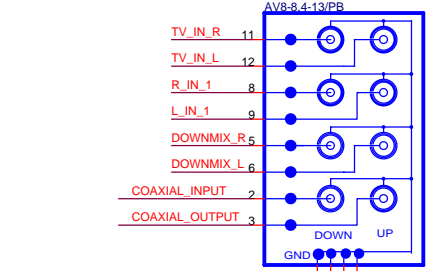 AV8-8.4-13/PB
TV_IN_R 11
TV_IN_L 12
R_IN_1 8
L_IN_1 9
DOWNMIX_R 5
DOWNMIX_L 6
COAXIAL_INPUT 2
COAXIAL_OUTPUT 3
DOWN UP
GND